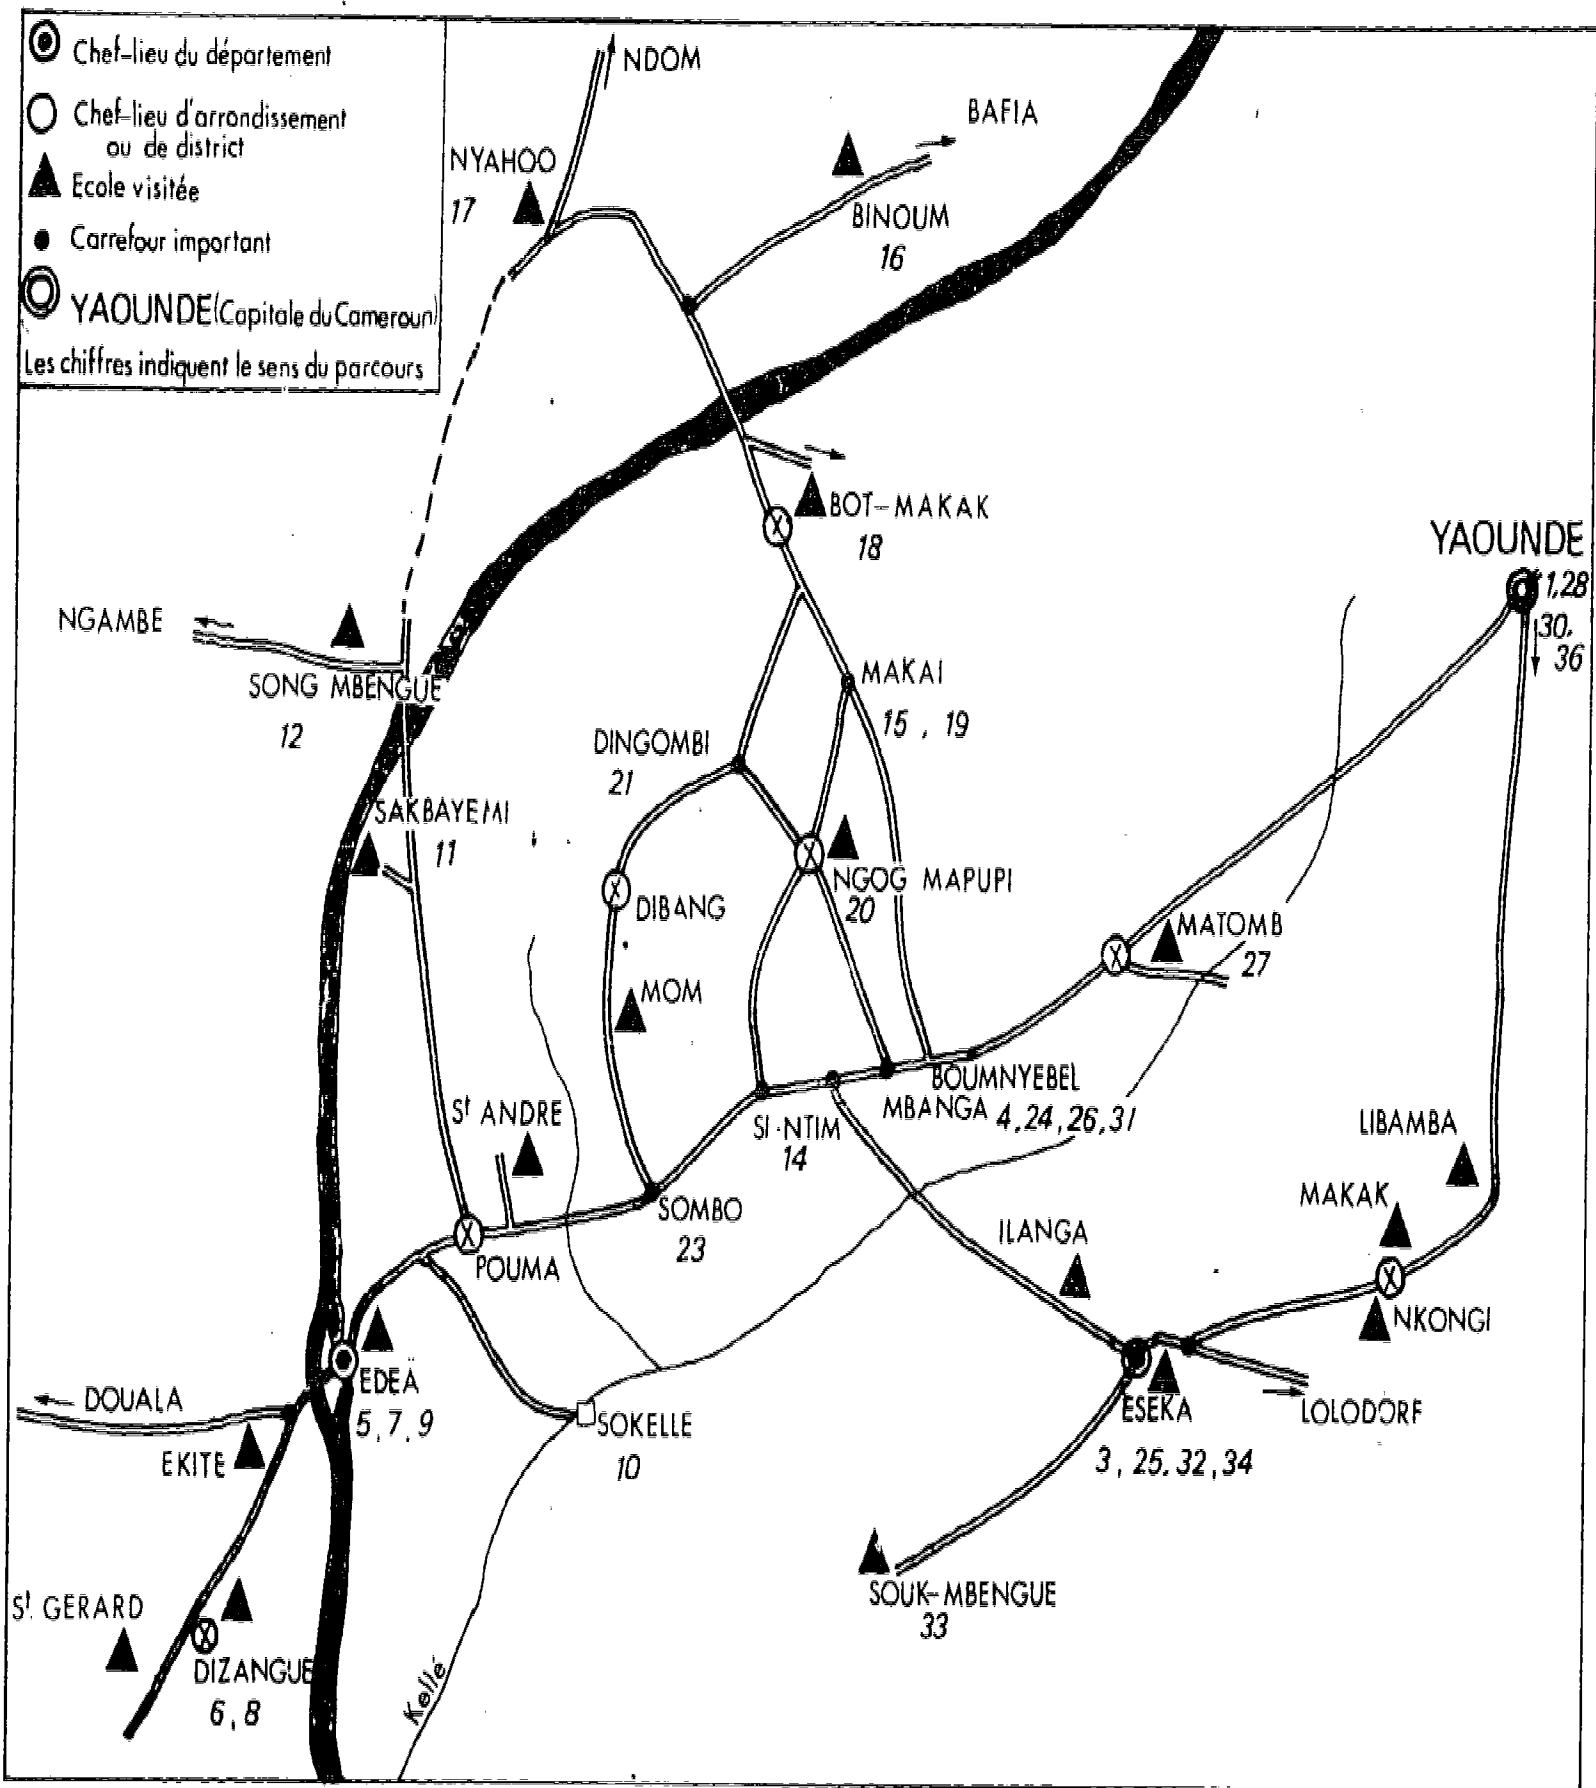 Chef-lieu du département
Chef-lieu d'arrondissement
ou de district
Ecole visitée
Carrefour important
YAOUNDE (Capitale du Cameroun)
Les chiffres indiquent le sens du parcours
NDOM
BAFIA
NYAHOO
17
BINOUM
16
BOT-MAKAK
18
YAOUNDE
1,28
30,
36
NGAMBE
SONG MBENGUE
12
MAKAI
15, 19
DINGOMBI
21
SAKBAYEMI
11
NGOG MAPUPI
20
DIBANG
MATOMB
27
MOM
BOUMNYEBEL
MBANGA 4,24,26,31
St ANDRE
SI-NTIM
14
LIBAMBA
MAKAK
SOMBO
23
ILANGA
POUMA
NKONGI
EDEA
5,7,9
DOUALA
EKITE
SOKELLE
10
ESEKA
3, 25, 32, 34
LOLODORF
SOUK-MBENGUE
33
St. GERARD
DIZANGUE
6,8
Kellé